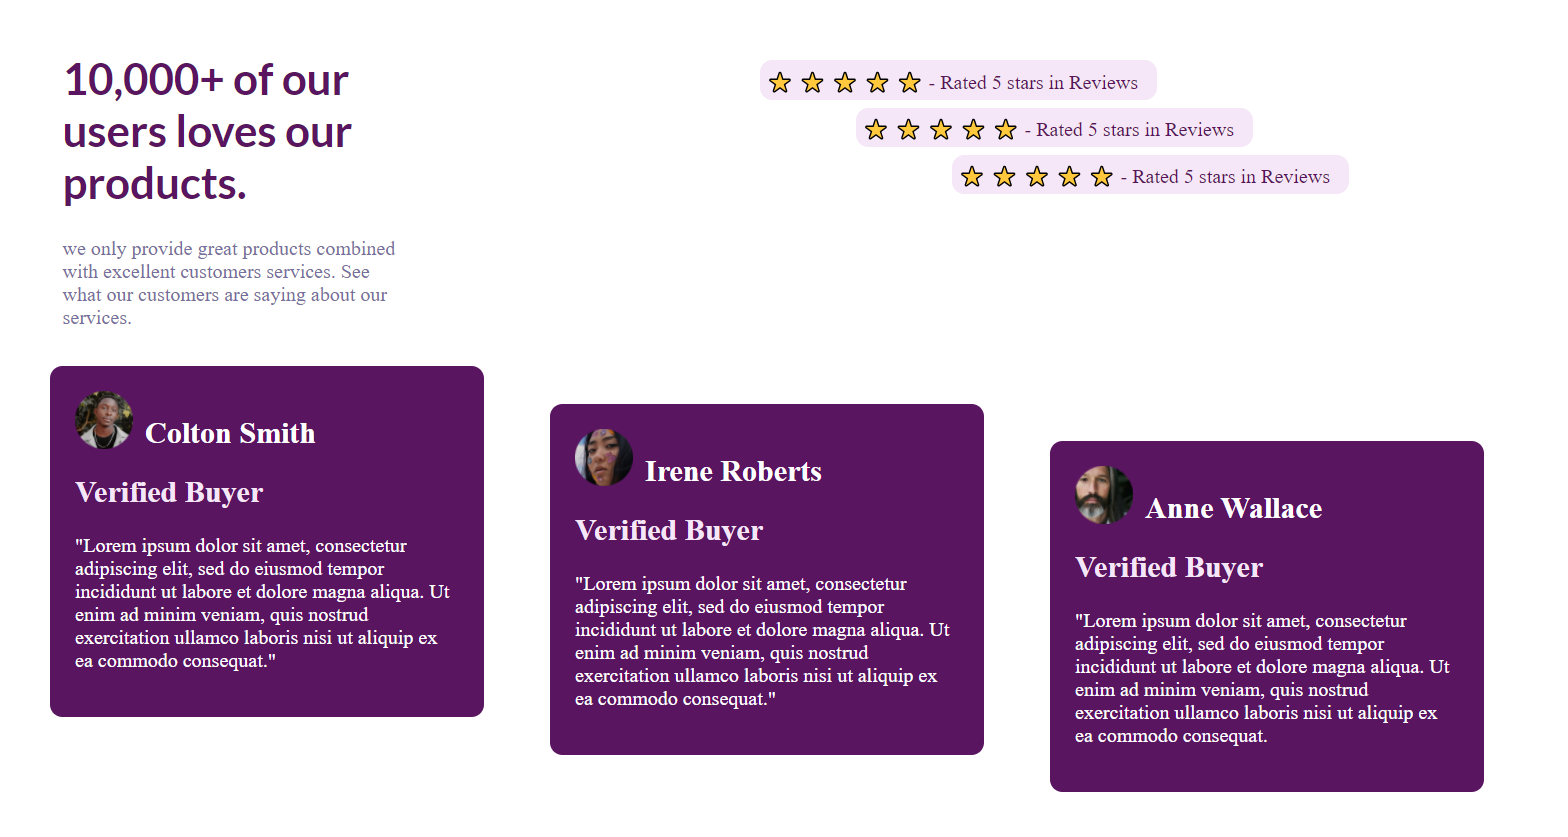 10,000+ of our
users loves our
products.
we only provide great products combined
with excellent customers services. See
what our customers are saying about our
services.
- Rated 5 stars in Reviews
- Rated 5 stars in Reviews
- Rated 5 stars in Reviews
Colton Smith
Verified Buyer
"Lorem ipsum dolor sit amet, consectetur
adipiscing elit, sed do eiusmod tempor
incididunt ut labore et dolore magna aliqua. Ut
enim ad minim veniam, quis nostrud
exercitation ullamco laboris nisi ut aliquip ex
ea commodo consequat."
Irene Roberts
Verified Buyer
"Lorem ipsum dolor sit amet, consectetur
adipiscing elit, sed do eiusmod tempor
incididunt ut labore et dolore magna aliqua. Ut
enim ad minim veniam, quis nostrud
exercitation ullamco laboris nisi ut aliquip ex
ea commodo consequat."
Anne Wallace
Verified Buyer
"Lorem ipsum dolor sit amet, consectetur
adipiscing elit, sed do eiusmod tempor
incididunt ut labore et dolore magna aliqua. Ut
enim ad minim veniam, quis nostrud
exercitation ullamco laboris nisi ut aliquip ex
ea commodo consequat.